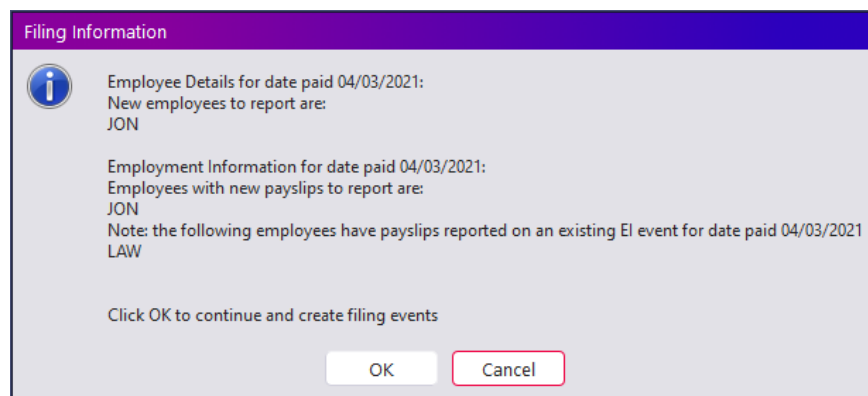 Filing Information
Employee Details for date paid 04/03/2021:
New employees to report are:
JON
Employment Information for date paid 04/03/2021:
Employees with new payslips to report are:
JON
Note: the following employees have payslips reported on an existing EI event for date paid 04/03/2021
LAW
Click OK to continue and create filing events
OK
Cancel